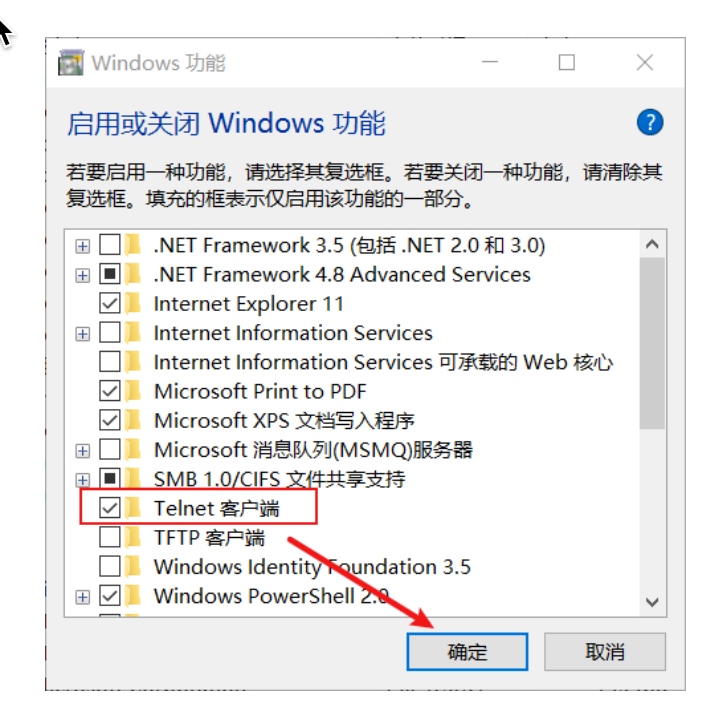 Windows 功能
启用或关闭 Windows 功能
若要启用一种功能，请选择其复选框。若要关闭一种功能，请清除其
复选框。填充的框表示仅启用该功能的一部分。
.NET Framework 3.5 (包括 .NET 2.0 和 3.0)
.NET Framework 4.8 Advanced Services
Internet Explorer 11
Internet Information Services
Internet Information Services 可承载的 Web 核心
Microsoft Print to PDF
Microsoft XPS 文档写入程序
Microsoft 消息队列(MSMQ)服务器
SMB 1.0/CIFS 文件共享支持
Telnet 客户端
TFTP 客户端
Windows Identity Foundation 3.5
Windows PowerShell 2.0
确定 取消